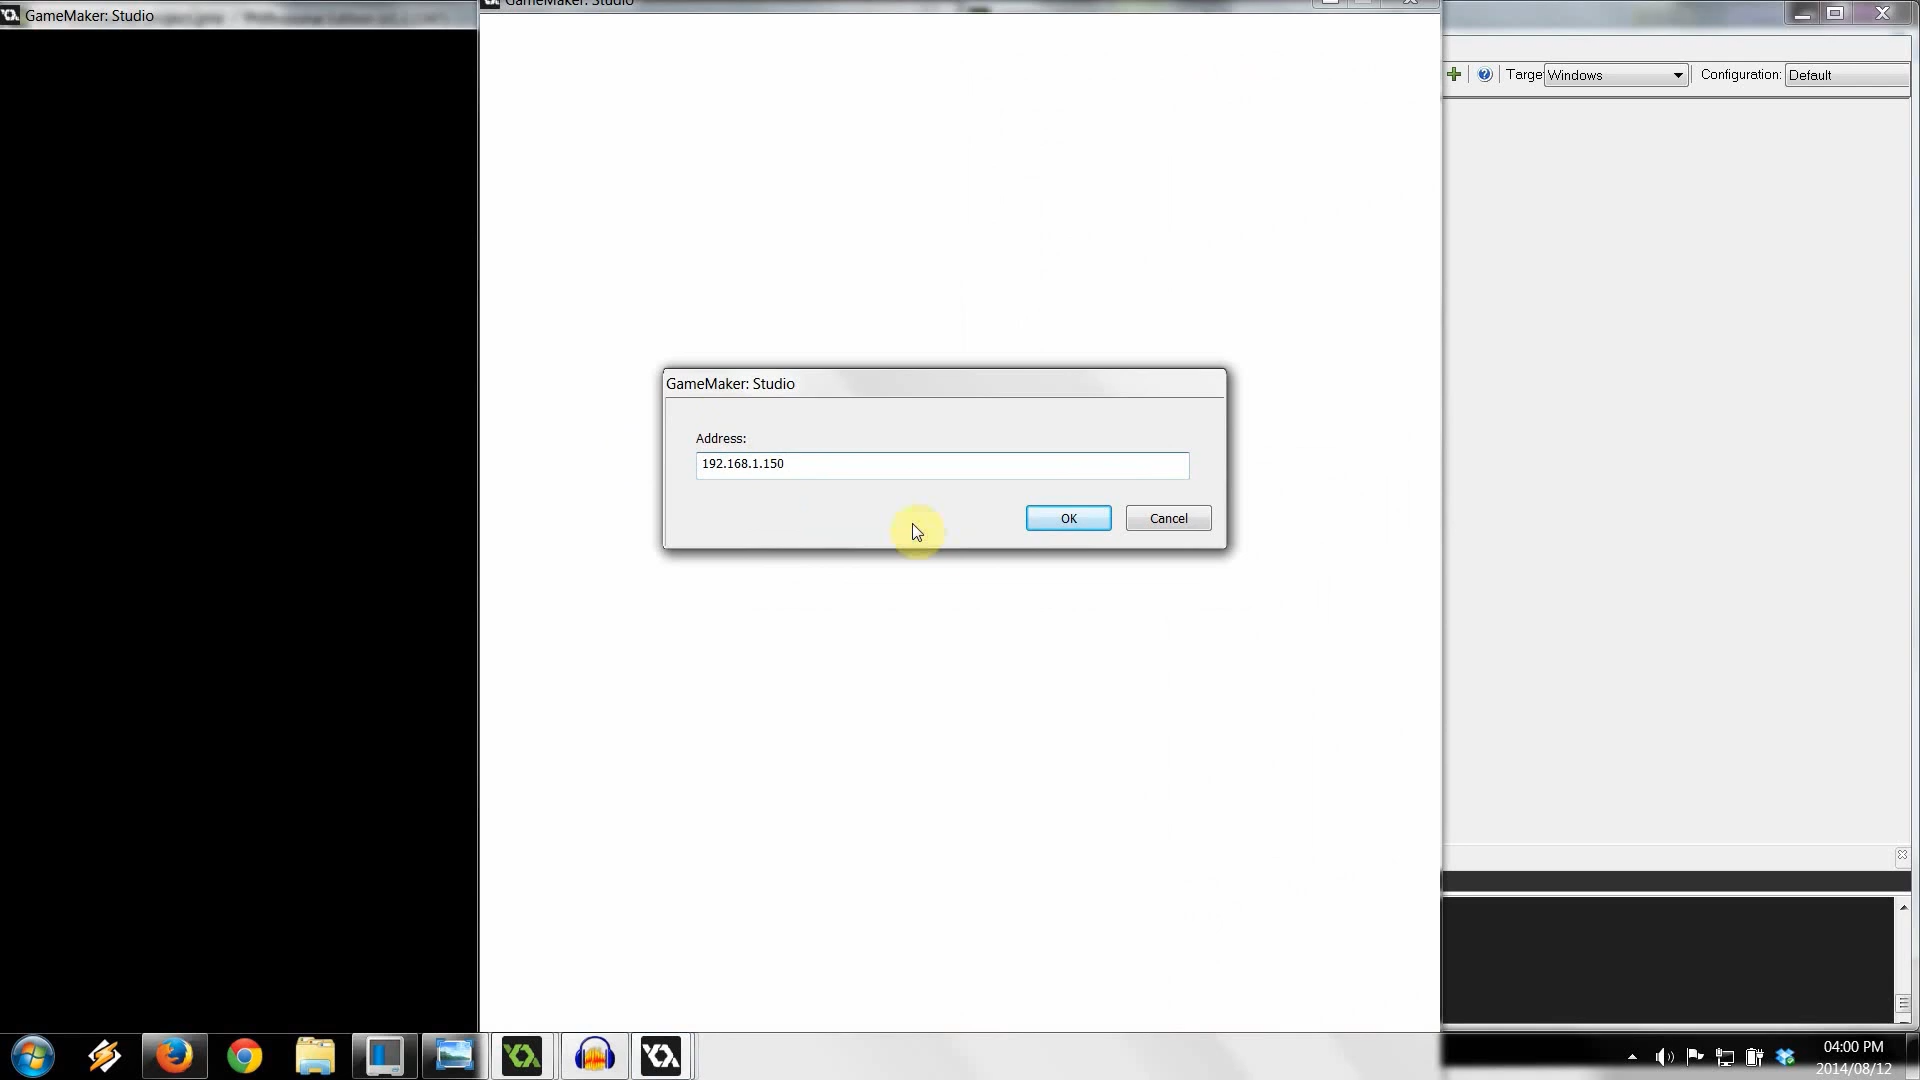 GameMaker: Studio
GameMaker: Studio
Target Windows
Configuration: Default
GameMaker: Studio
Address:
192.168.1.150
OK
Cancel
04:00 PM
2014/08/12